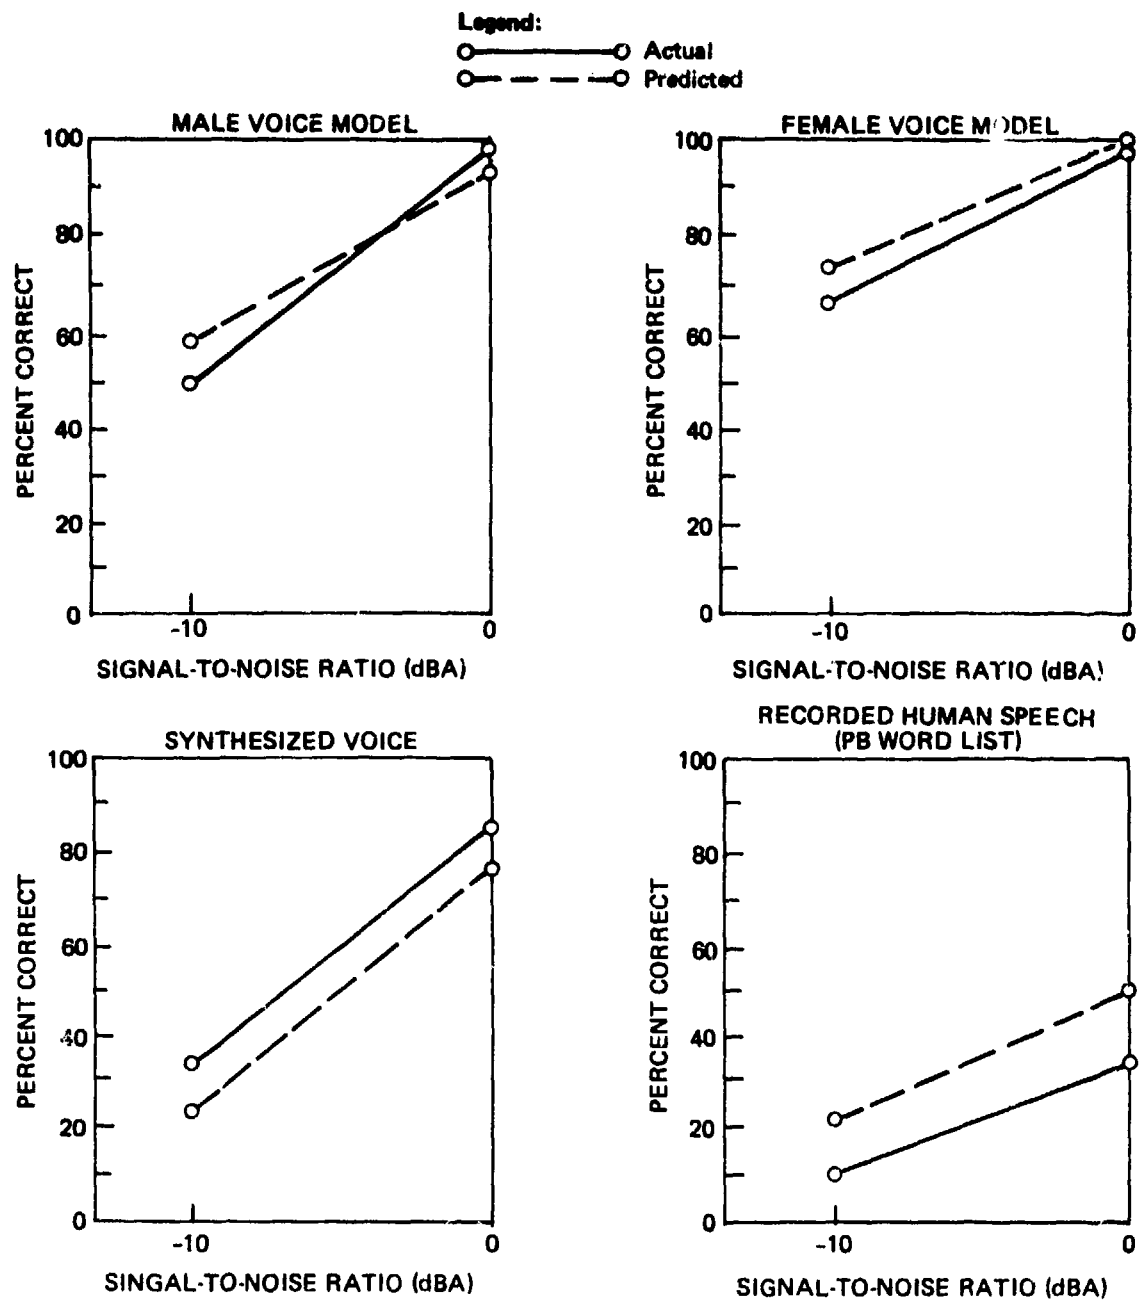 Legend:
Actual
Predicted
MALE VOICE MODEL
100
80
60
40
20
0
-10
0
PERCENT CORRECT
SIGNAL-TO-NOISE RATIO (dBA)
FEMALE VOICE MODEL
100
80
60
40
20
0
-10
0
PERCENT CORRECT
SIGNAL-TO-NOISE RATIO (dBA)
SYNTHESIZED VOICE
100
80
60
40
20
0
-10
0
PERCENT CORRECT
SINGAL-TO-NOISE RATIO (dBA)
RECORDED HUMAN SPEECH
(PB WORD LIST)
100
80
60
40
20
0
-10
0
PERCENT CORRECT
SIGNAL-TO-NOISE RATIO (dBA)